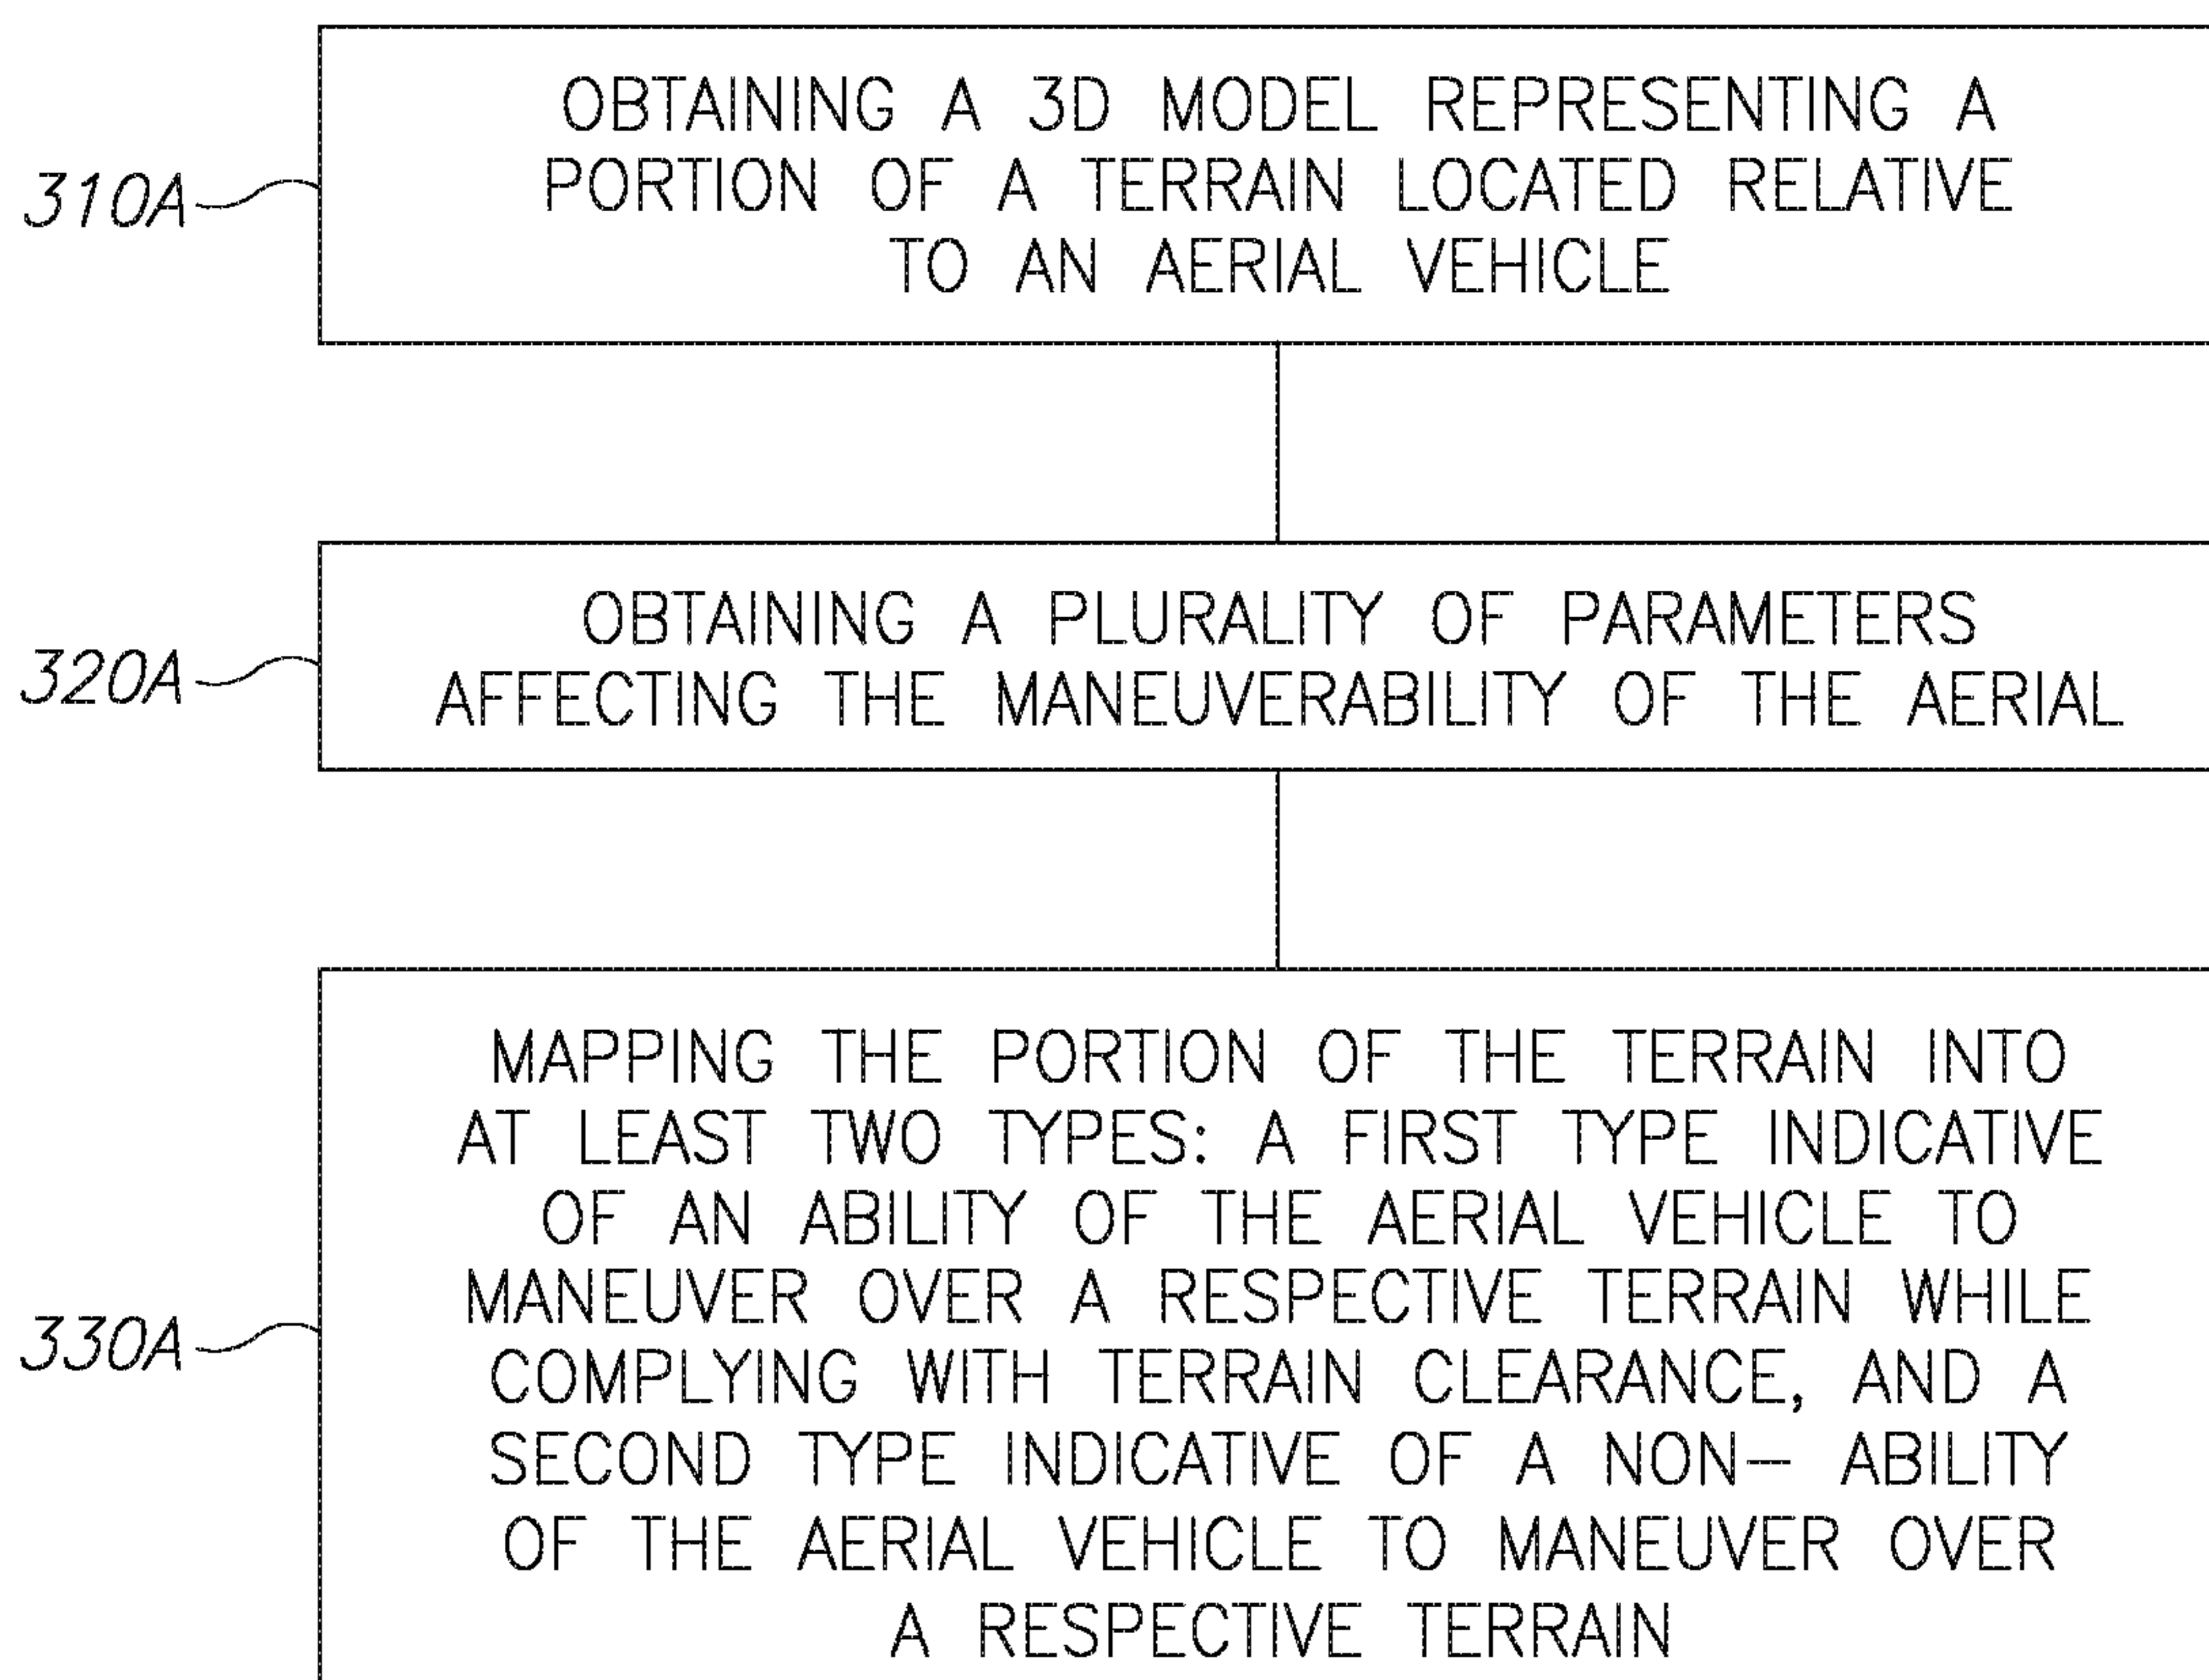 OBTAINING A 3D MODEL REPRESENTING A
PORTION OF A TERRAIN LOCATED RELATIVE
TO AN AERIAL VEHICLE
310A
OBTAINING A PLURALITY OF PARAMETERS
AFFECTING THE MANEUVERABILITY OF THE AERIAL
320A
MAPPING THE PORTION OF THE TERRAIN INTO
AT LEAST TWO TYPES: A FIRST TYPE INDICATIVE
OF AN ABILITY OF THE AERIAL VEHICLE TO
MANEUVER OVER A RESPECTIVE TERRAIN WHILE
COMPLYING WITH TERRAIN CLEARANCE, AND A
SECOND TYPE INDICATIVE OF A NON- ABILITY
OF THE AERIAL VEHICLE TO MANEUVER OVER
A RESPECTIVE TERRAIN
330A